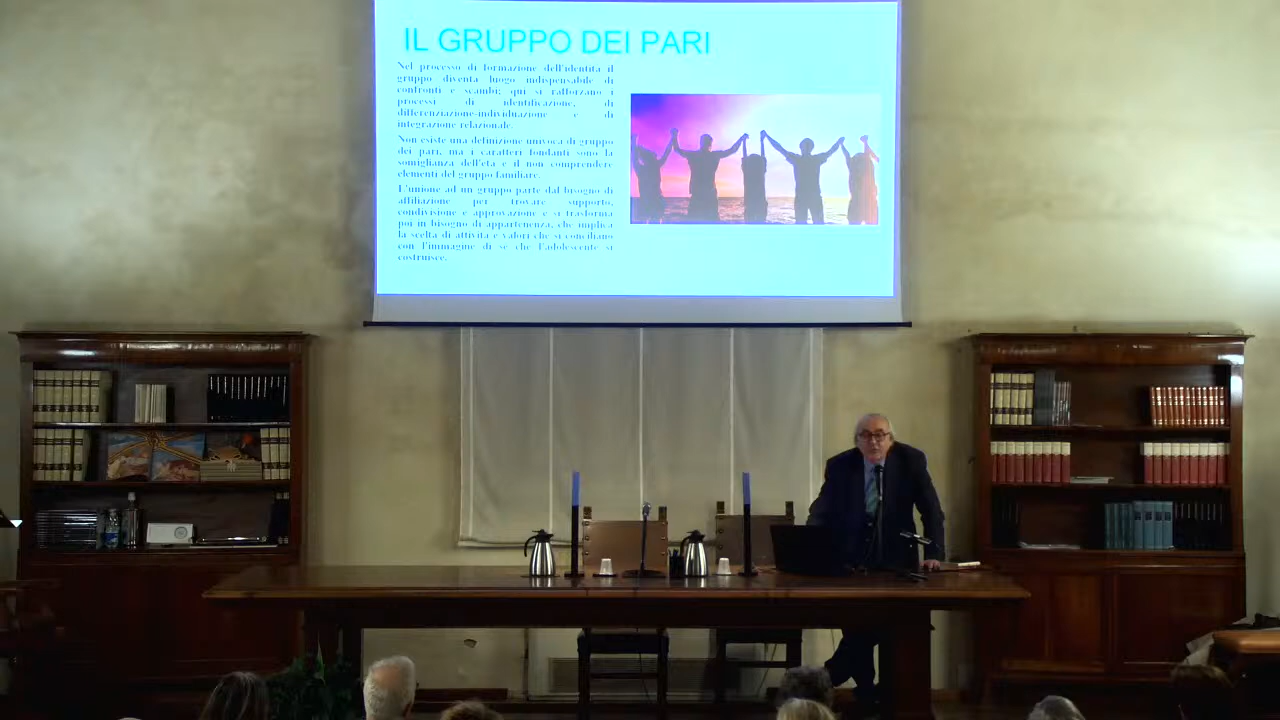 IL GRUPPO DEI PARI
Nel processo di formazione dell'identita il
gruppo diventa luogo indispensabile di
confronti e scambi; qui si rafforzano i
processi di identificazione, di
differenziazione-individuazione e di
integrazione relazionale.
Non esiste una definizione univoca di gruppo
dei pari, ma i caratteri fondanti sono la
somiglianza dell'eta e il non comprendere
elementi del gruppo familiare.
L'unione ad un gruppo parte dal bisogno di
affiliazione per trovare supporto,
condivisione e approvazione e si trasforma
poi in bisogno di appartenenza, che implica
la scelta di attivita e valori che si conciliano
con l'immagine di se che l'adolescente si
costruisce.